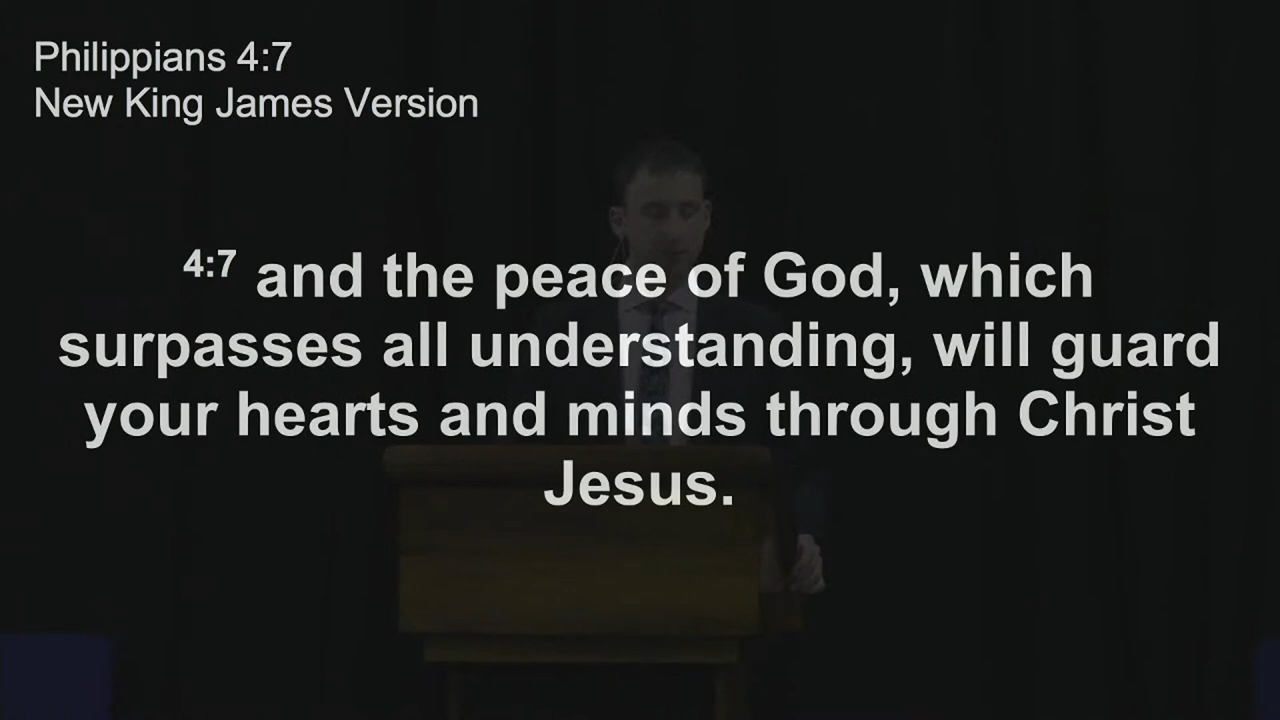 Philippians 4:7
New King James Version
4:7 and the peace of God, which
surpasses all understanding, will guard
your hearts and minds through Christ
Jesus.